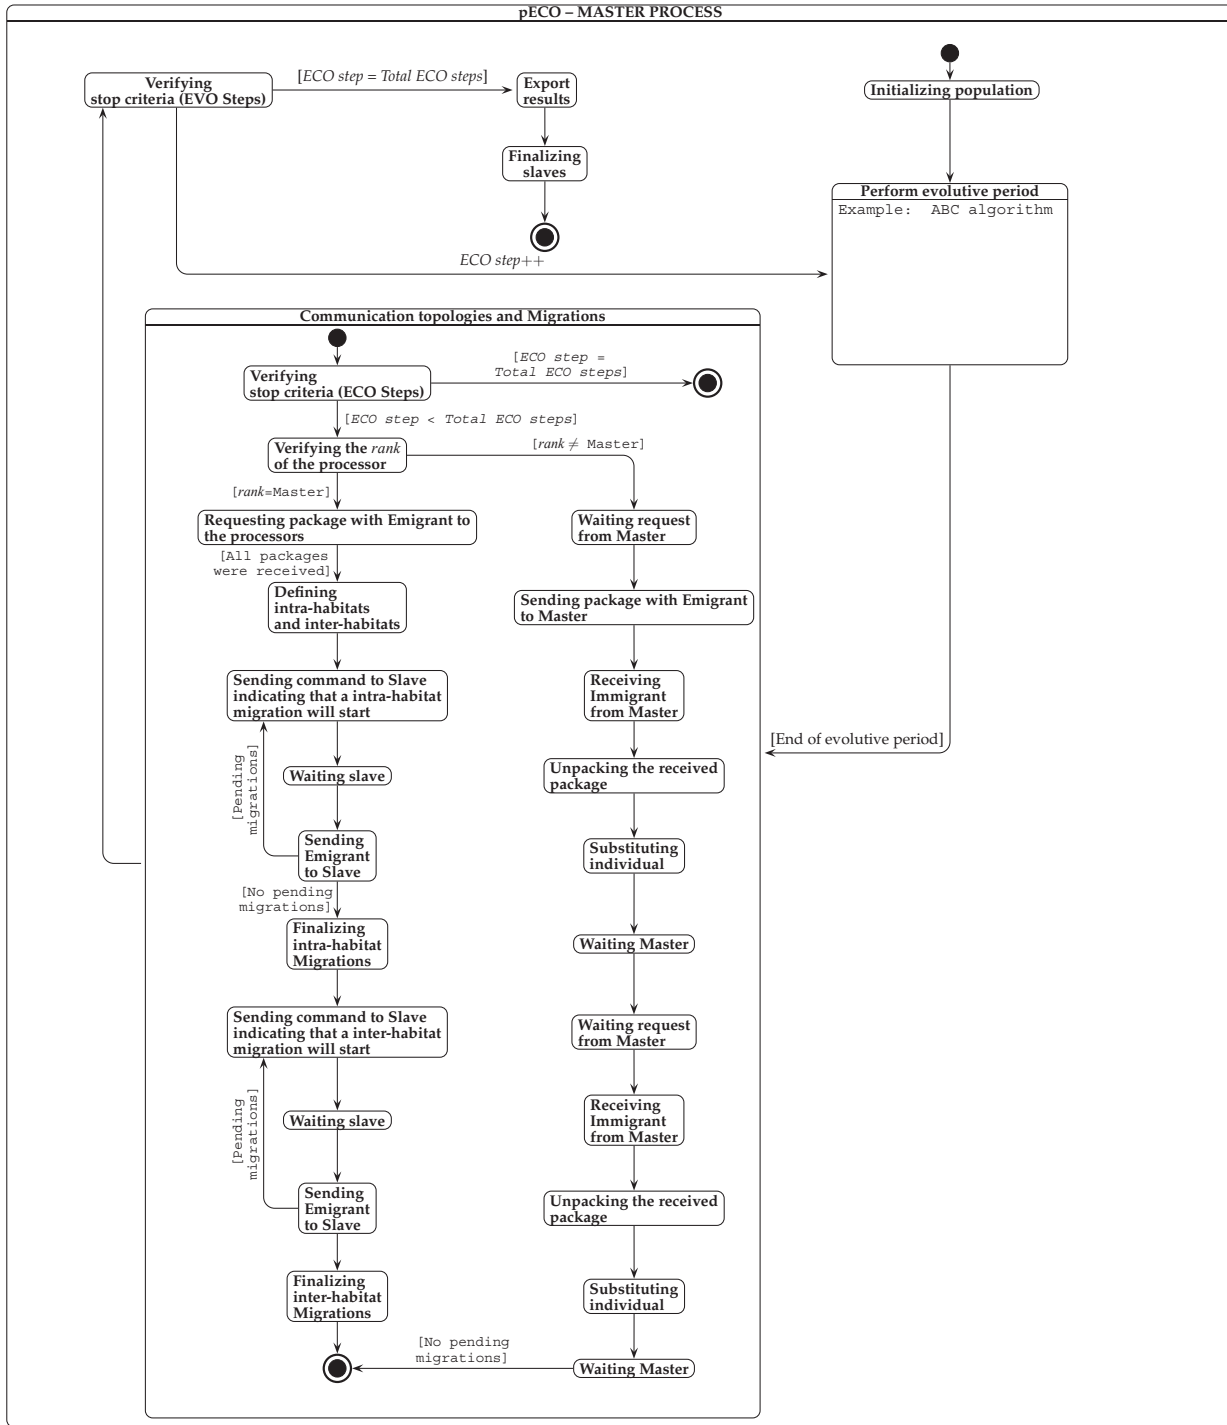 pECO – MASTER PROCESS
Verifying
stop criteria (EVO Steps)
[ECO step = Total ECO steps]
Export
results
Finalizing
slaves
Initializing population
Perform evolutive period
Example:  ABC algorithm
ECO step++
Communication topologies and Migrations
Verifying
stop criteria (ECO Steps)
[ECO step =
Total ECO steps]
[ECO step < Total ECO steps]
Verifying the rank
of the processor
[rank ≠ Master]
[rank=Master]
Requesting package with Emigrant to
the processors
[All packages
were received]
Defining
intra-habitats
and inter-habitats
Sending command to Slave
indicating that a intra-habitat
migration will start
[Pending
migrations]
Waiting slave
Sending
Emigrant
to Slave
[No pending
migrations]
Finalizing
intra-habitat
Migrations
Sending command to Slave
indicating that a inter-habitat
migration will start
[Pending
migrations]
Waiting slave
Sending
Emigrant
to Slave
Finalizing
inter-habitat
Migrations
Waiting request
from Master
Sending package with Emigrant
to Master
Receiving
Immigrant
from Master
Unpacking the received
package
Substituting
individual
Waiting Master
Waiting request
from Master
Receiving
Immigrant
from Master
Unpacking the received
package
Substituting
individual
Waiting Master
[No pending
migrations]
[End of evolutive period]